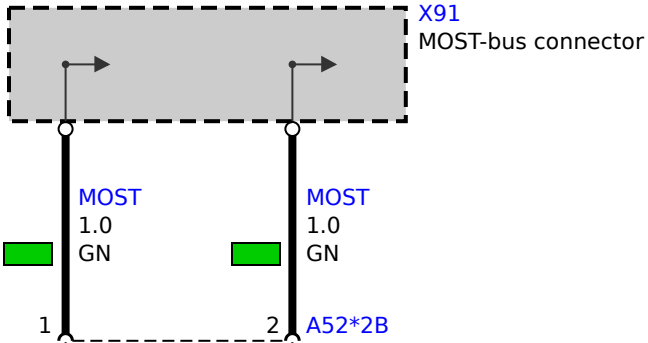 X91
MOST-bus connector
MOST
1.0
GN
MOST
1.0
GN
1
2 A52*2B